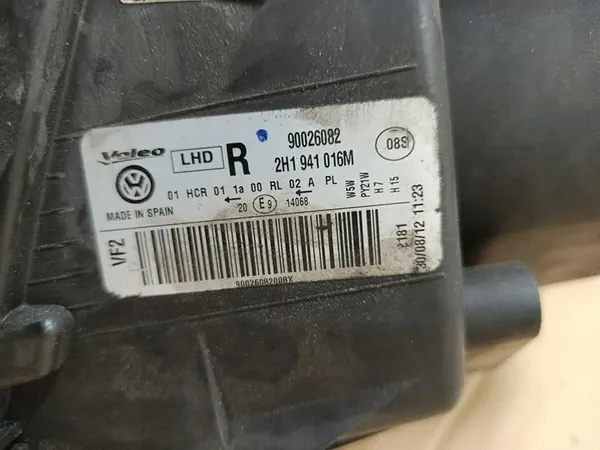 Valeo LHD R 90026082
2H1 941 016M
08S
01 HCR 01 1a 00 RL 02 A PL
← 20 E9 ← 14068
W5W
PY21W
H7
H15
MADE IN SPAIN
VF2
2181
30/08/12 11:23